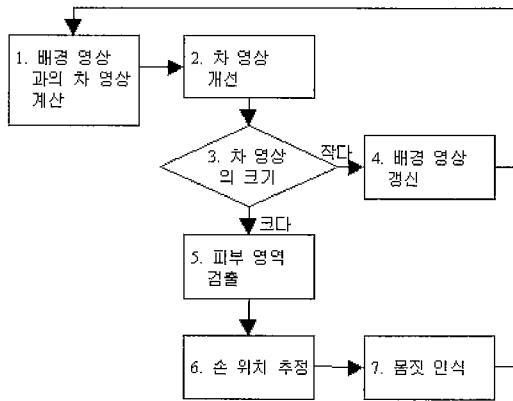 1. 배경 영상
과의 차 영상
계산
2. 차 영상
개선
3. 차 영상
의 크기
작다
4. 배경 영상
갱신
크다
5. 피부 영역
검출
6. 손 위치 추정
7. 몸짓 인식